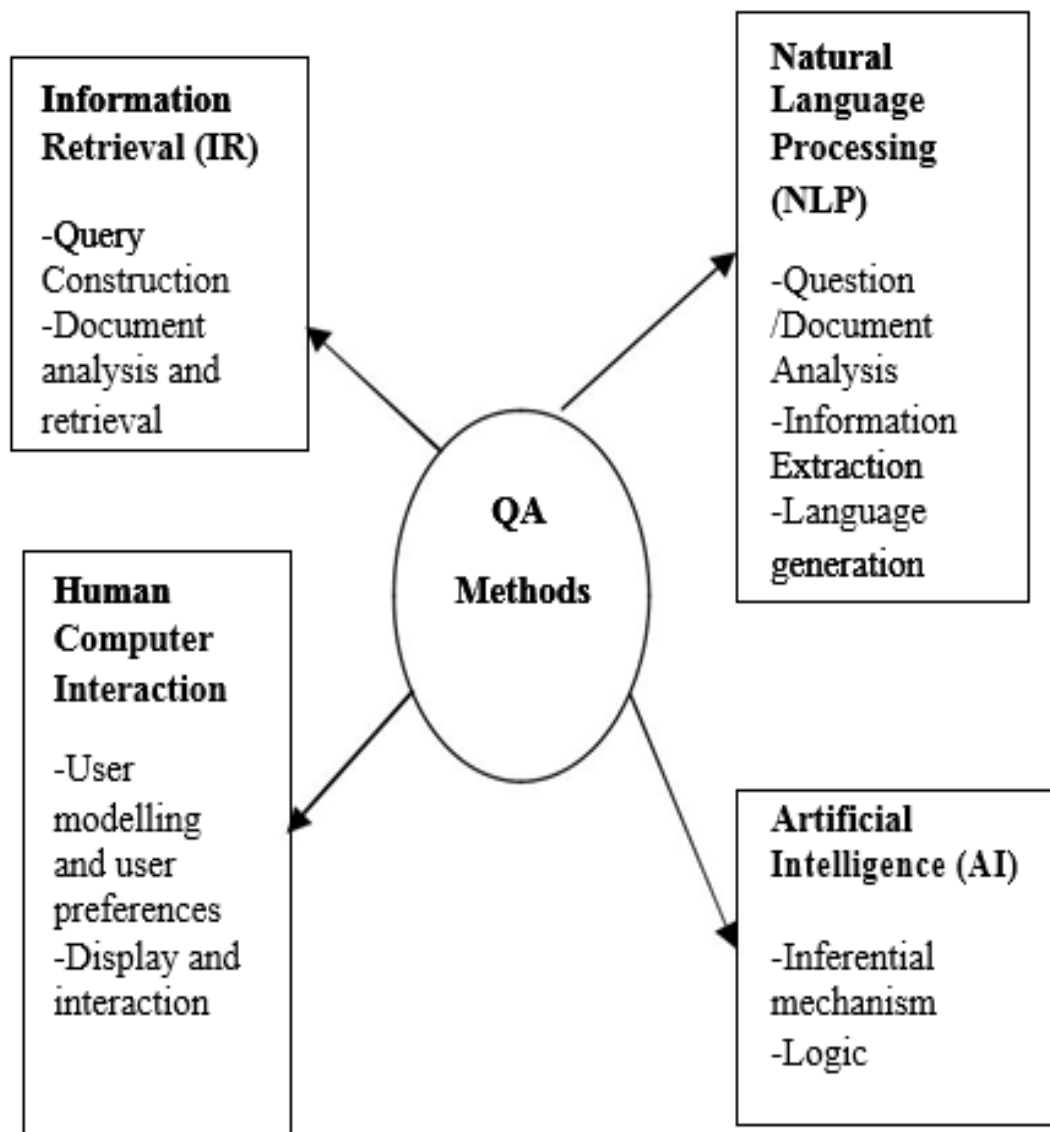 Information
Retrieval (IR)
-Query
Construction
-Document
analysis and
retrieval
Natural
Language
Processing
(NLP)
-Question
/Document
Analysis
-Information
Extraction
-Language
generation
QA
Methods
Human
Computer
Interaction
-User
modelling
and user
preferences
-Display and
interaction
Artificial
Intelligence (AI)
-Inferential
mechanism
-Logic